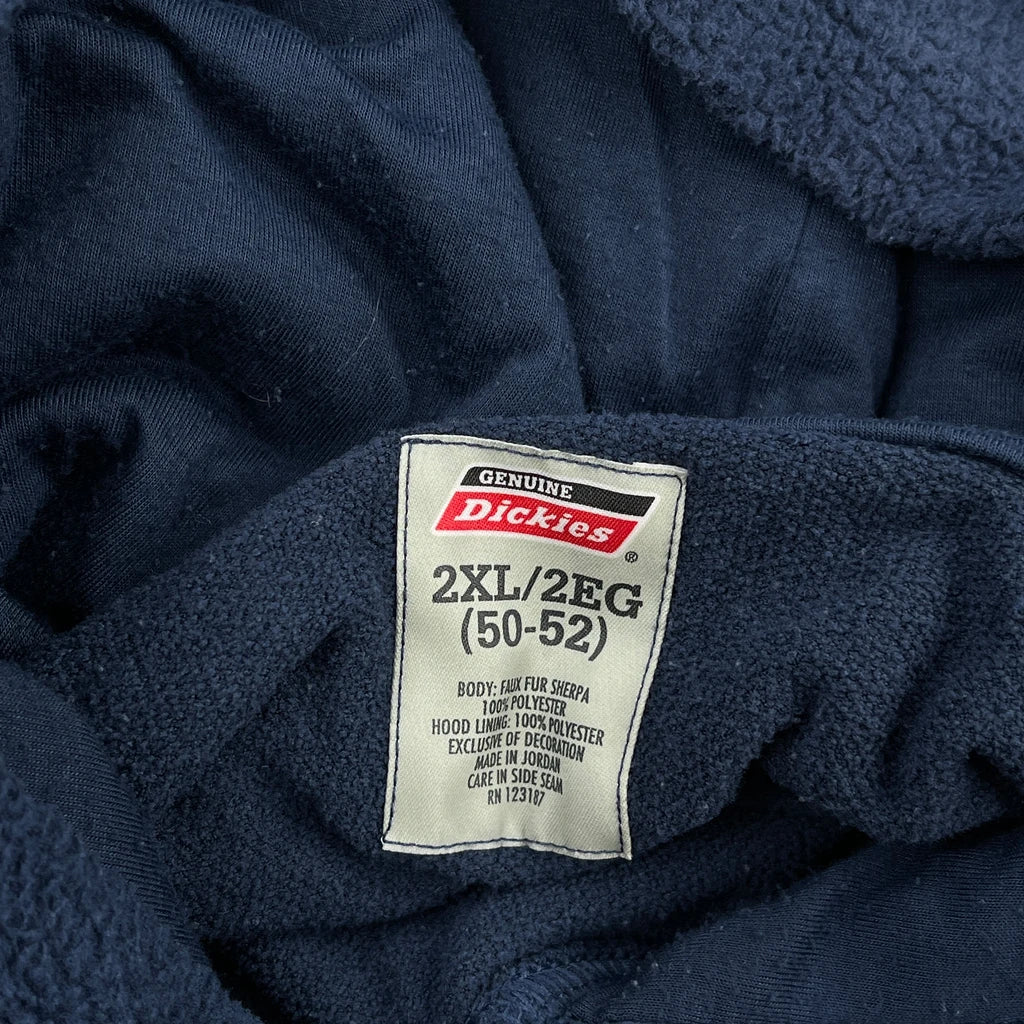 GENUINE
Dickies
®
2XL/2EG
(50-52)
BODY: FAUX FUR SHERPA
100% POLYESTER
HOOD LINING: 100% POLYESTER
EXCLUSIVE OF DECORATION
MADE IN JORDAN
CARE IN SIDE SEAM
RN 123187